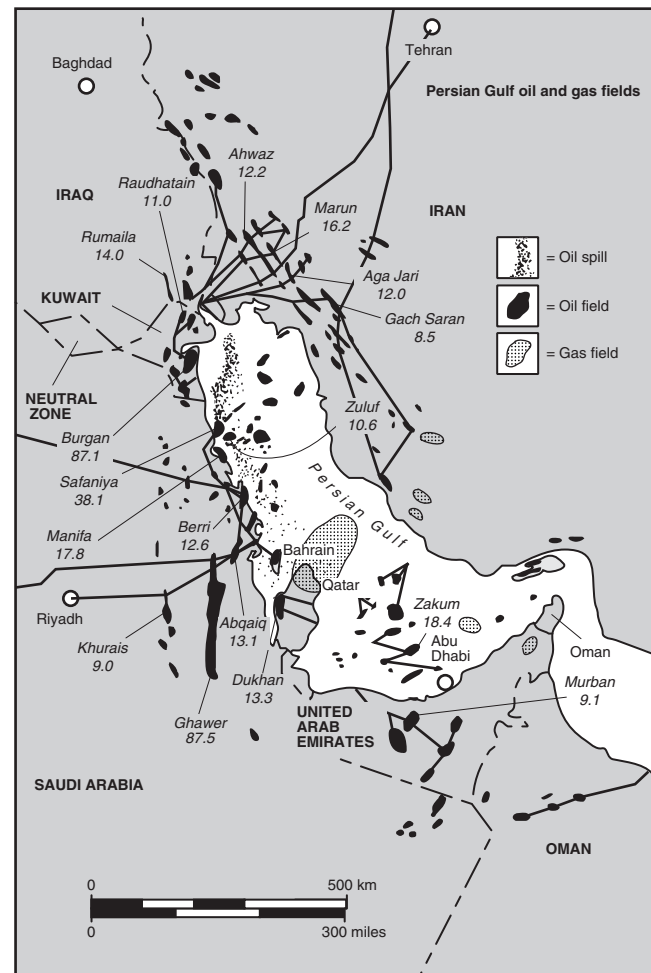 Tehran
Baghdad
Persian Gulf oil and gas fields
Ahwaz
12.2
Raudhatain
11.0
IRAQ
Marun
16.2
IRAN
Rumaila
14.0
= Oil spill
Aga Jari
12.0
KUWAIT
= Oil field
Gach Saran
8.5
= Gas field
NEUTRAL
ZONE
Zuluf
10.6
Burgan
87.1
Persian Gulf
Safaniya
38.1
Manifa
17.8
Berri
12.6
Bahrain
Qatar
Riyadh
Zakum
18.4
Abqaiq
13.1
Abu
Dhabi
Oman
Khurais
9.0
Dukhan
13.3
Murban
9.1
Ghawer
87.5
UNITED
ARAB
EMIRATES
SAUDI ARABIA
OMAN
0
500 km
0
300 miles